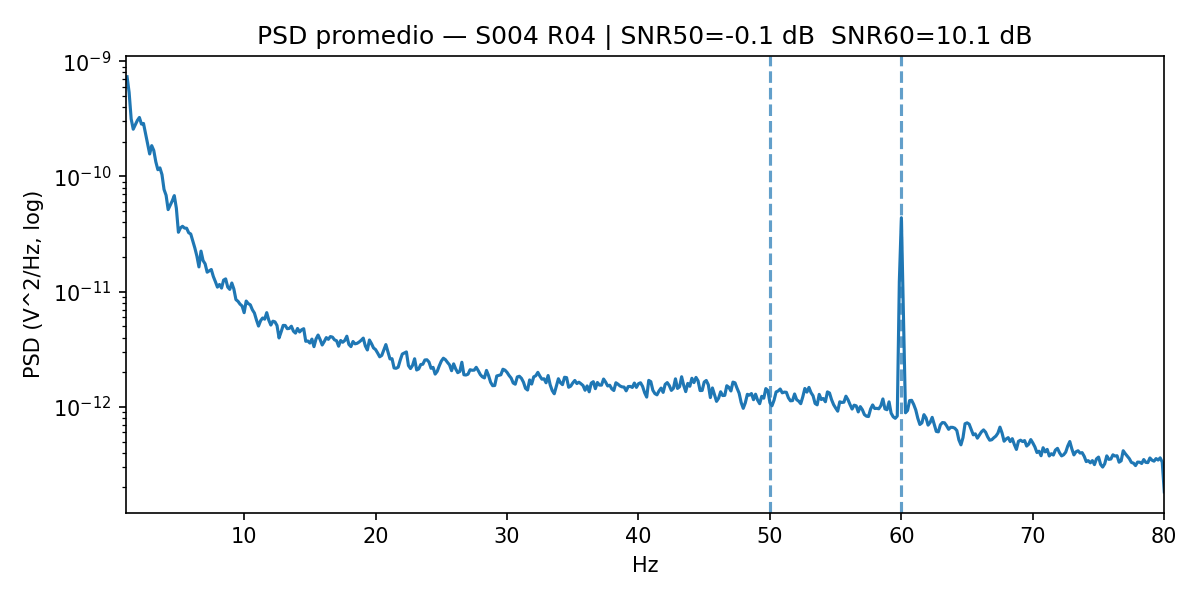 PSD promedio — S004 R04 | SNR50=-0.1 dB  SNR60=10.1 dB
PSD (V^2/Hz, log)
10⁻⁹
10⁻¹⁰
10⁻¹¹
10⁻¹²
10 20 30 40 50 60 70 80
Hz